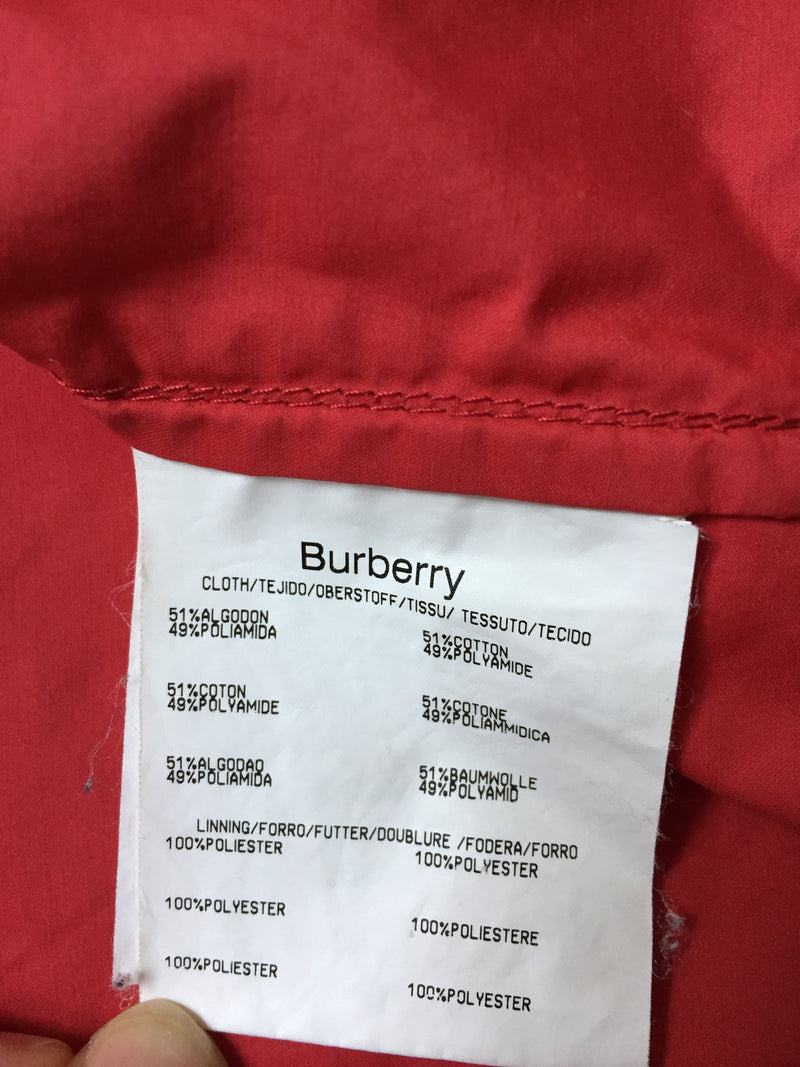 Burberry
CLOTH/TEJIDO/OBERSTOFF/TISSU/ TESSUTO/TECIDO
51%ALGODON
49%POLIAMIDA
51%COTTON
49%POLYAMIDE
51%COTON
49%POLYAMIDE
51%COTONE
49%POLIAMMIDICA
51%ALGODAO
49%POLIAMIDA
51%BAUMWOLLE
49%POLYAMID
LINNING/FORRO/FUTTER/DOUBLURE /FODERA/FORRO
100%POLIESTER
100%POLYESTER
100%POLYESTER
100%POLIESTERE
100%POLIESTER
100%POLYESTER